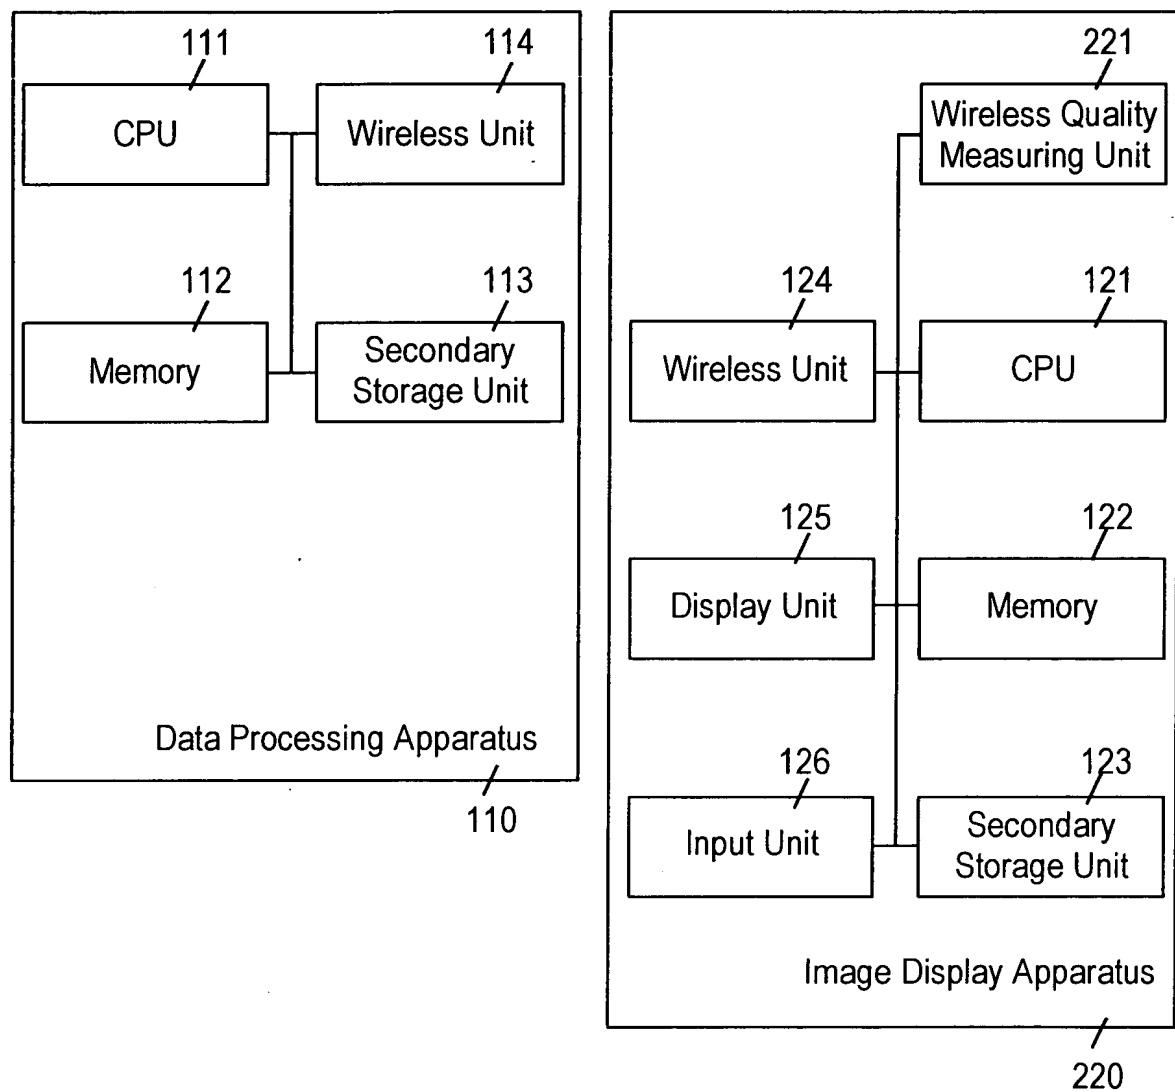 111
114
CPU
Wireless Unit
112
113
Memory
Secondary
Storage Unit
Data Processing Apparatus
110
221
Wireless Quality
Measuring Unit
124
121
Wireless Unit
CPU
125
122
Display Unit
Memory
126
123
Input Unit
Secondary
Storage Unit
Image Display Apparatus
220